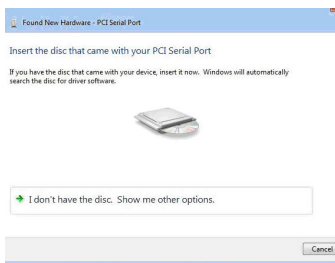 Found New Hardware - PCI Serial Port
Insert the disc that came with your PCI Serial Port
If you have the disc that came with your device, insert it now. Windows will automatically
search the disc for driver software.
I don't have the disc. Show me other options.
Cancel